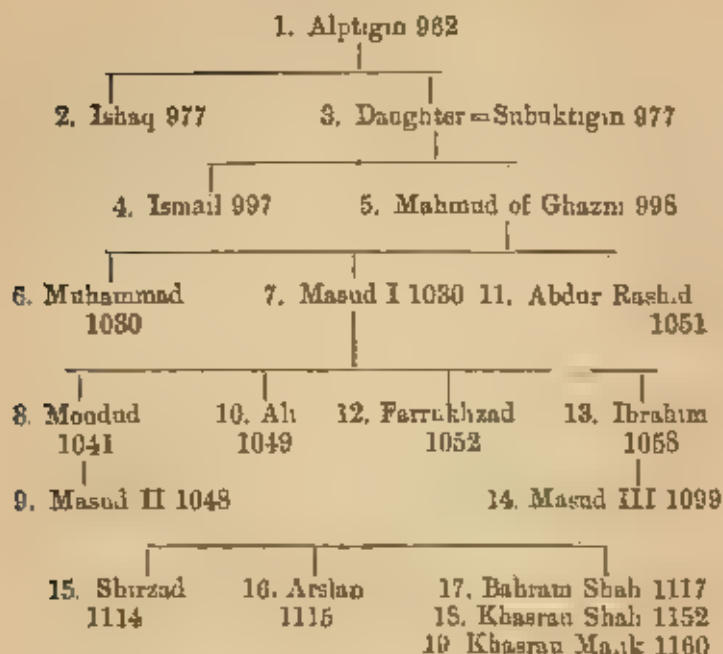 1. Alptigin 962
2. Ishaq 977 3. Daughter = Subuktigin 977
4. Ismail 997 5. Mahmud of Ghazni 998
6. Muhammad 7. Masud I 1030 11. Abdur Rashid
1030 1051
8. Moodud 10. Ali 12. Farrukhzad 13. Ibrahim
1041 1049 1052 1058
9. Masud II 1048 14. Masud III 1099
15. Shirzad 16. Arslan 17. Bahram Shah 1117
1114 1115 18. Khasrau Shah 1152
19 Khasrau Malik 1160